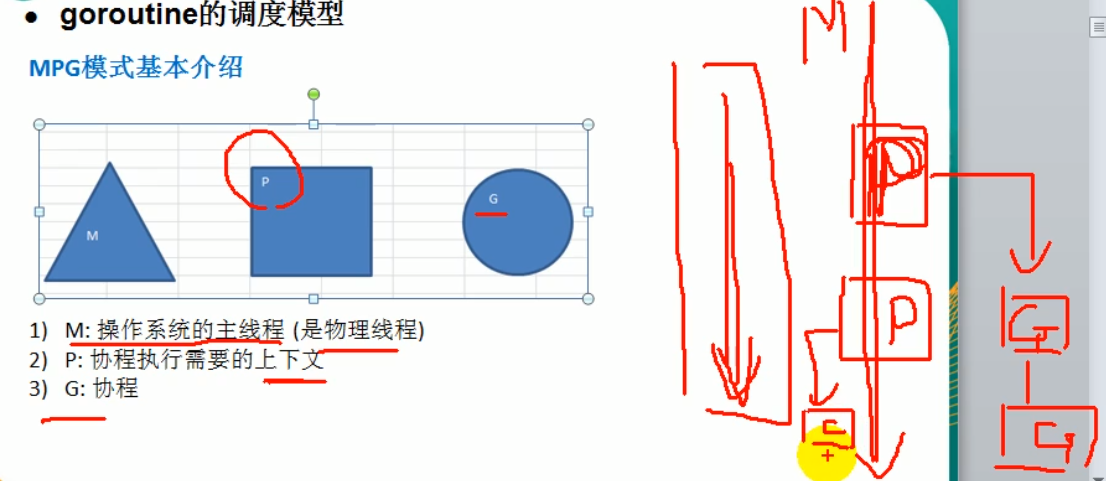 ● goroutine的调度模型
MPG模式基本介绍
M
P
G
1) M: 操作系统的主线程 (是物理线程)
2) P: 协程执行需要的上下文
3) G: 协程
M
P
P
G
G